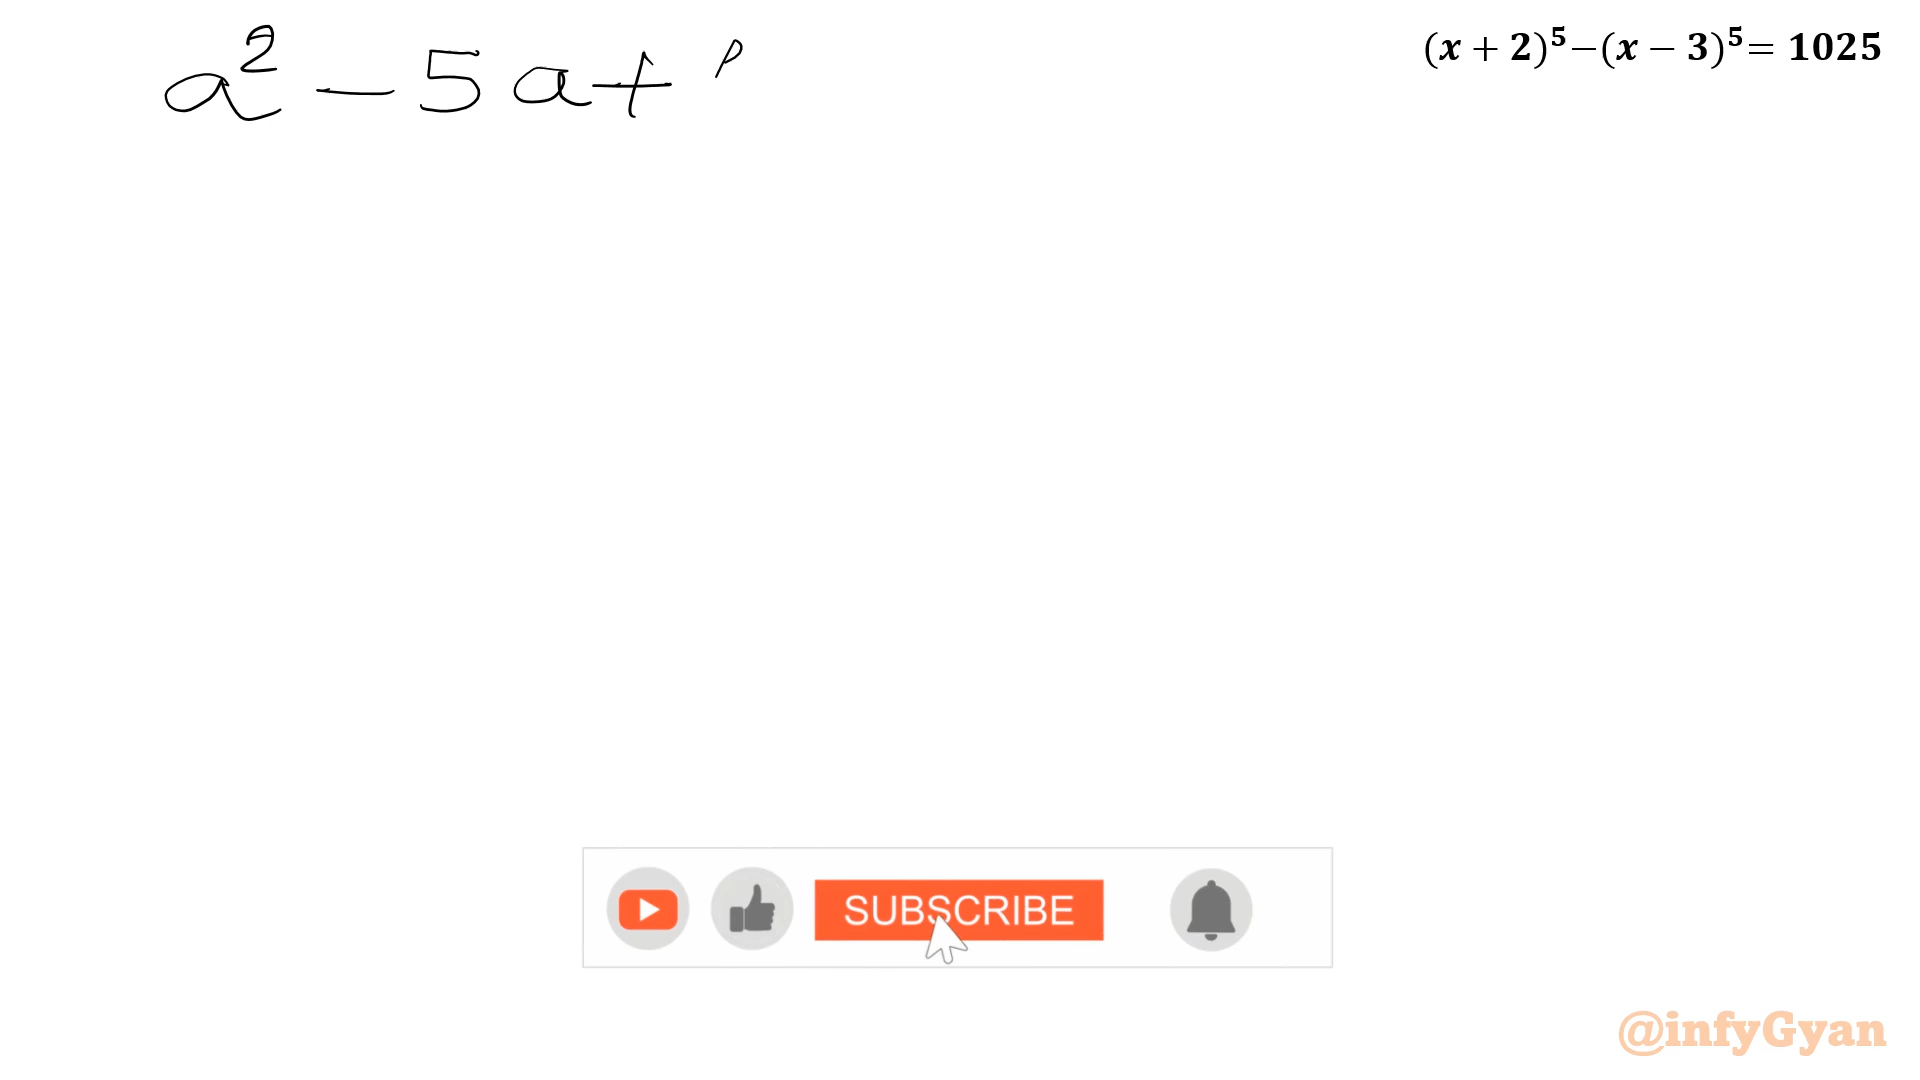 a² - 5a +
(x + 2)⁵−(x − 3)⁵= 1025
SUBSCRIBE
@infyGyan